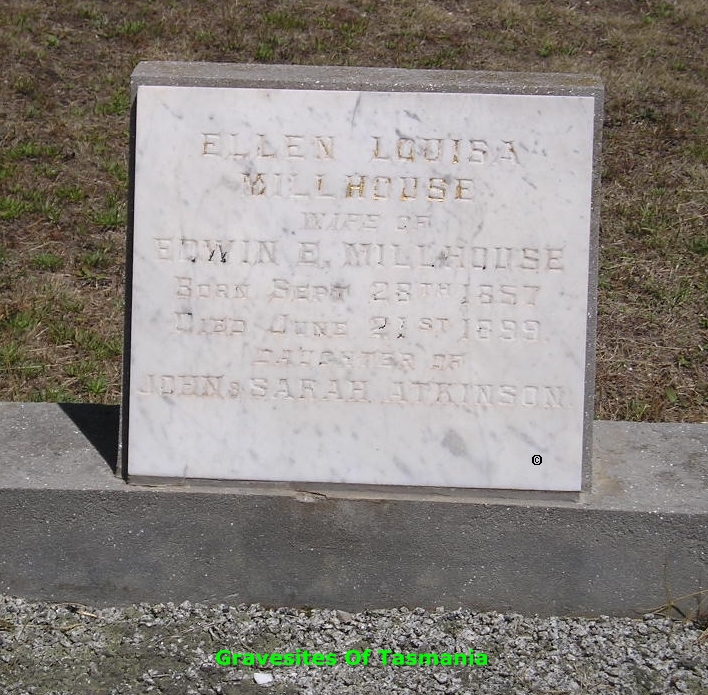 ELLEN LOUISA
MILLHOUSE
WIFE OF
EDWIN E. MILLHOUSE
BORN SEPT 28TH 1857
DIED JUNE 21ST 1899
DAUGHTER OF
JOHN & SARAH ATKINSON
©
Gravesites Of Tasmania